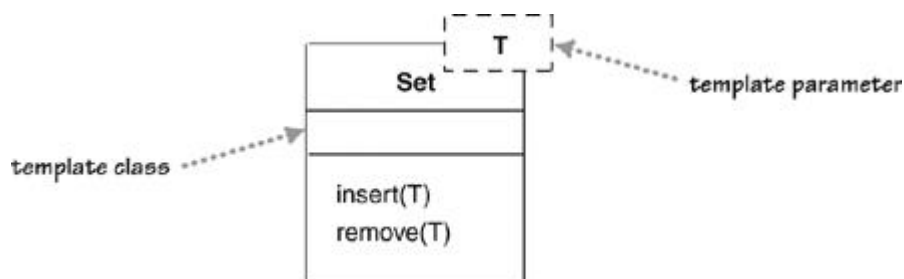 T
Set
template parameter
template class
insert(T)
remove(T)